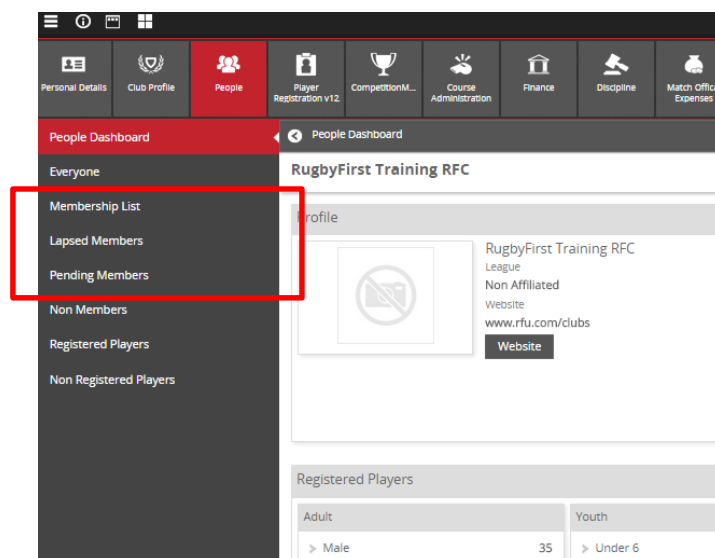 Personal Details
Club Profile
People
Player
Registration v12
CompetitionM...
Course
Administration
Finance
Discipline
Match Offic
Expenses
People Dashboard
Everyone
Membership List
Lapsed Members
Pending Members
Non Members
Registered Players
Non Registered Players
People Dashboard
RugbyFirst Training RFC
Profile
RugbyFirst Training RFC
League
Non Affiliated
Website
www.rfu.com/clubs
Website
Registered Players
Adult
Youth
Male 35
Under 6